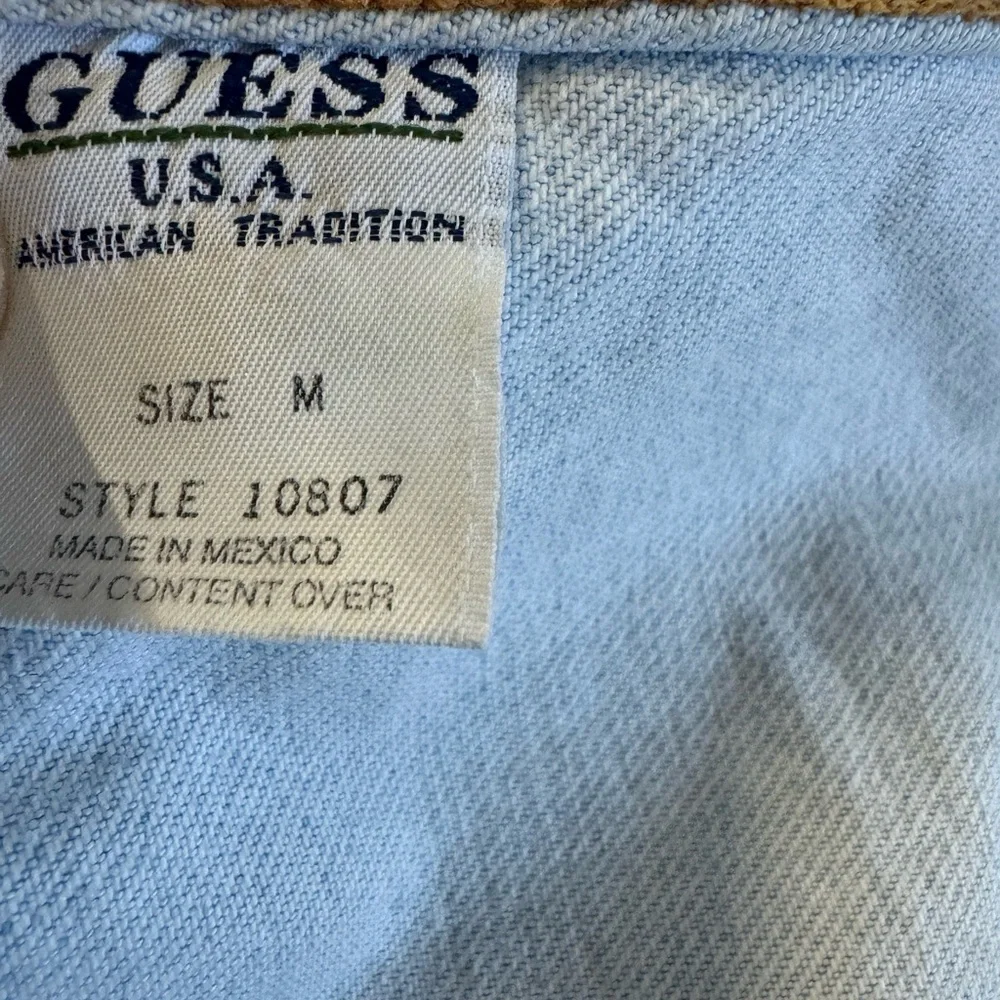 GUESS
U.S.A.
AMERICAN TRADITION
SIZE M
STYLE 10807
MADE IN MEXICO
CARE / CONTENT OVER